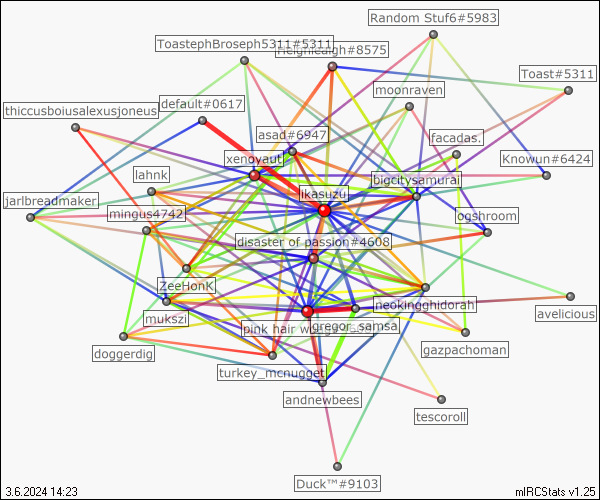 Random Stuf6#5983
ToastephBroseph5311#5311
#8575
Toast#5311
moonraven
thiccusboiusalexusjoneus
default#0617
asad#6947
facadas.
xenoyaut
Knowun#6424
lahnk
bigcitysamurai
ikasuzu
jarlbreadmaker
mingus4742
ogshroom
disaster of passion#4608
ZeeHonK
neokingghidorah
avelicious
mukszi
pink hair
gregor_samsa
gazpachoman
doggerdig
turkey_mcnugget
andnewbees
tescoroll
Duck™#9103
3.6.2024 14:23
mIRCStats v1.25